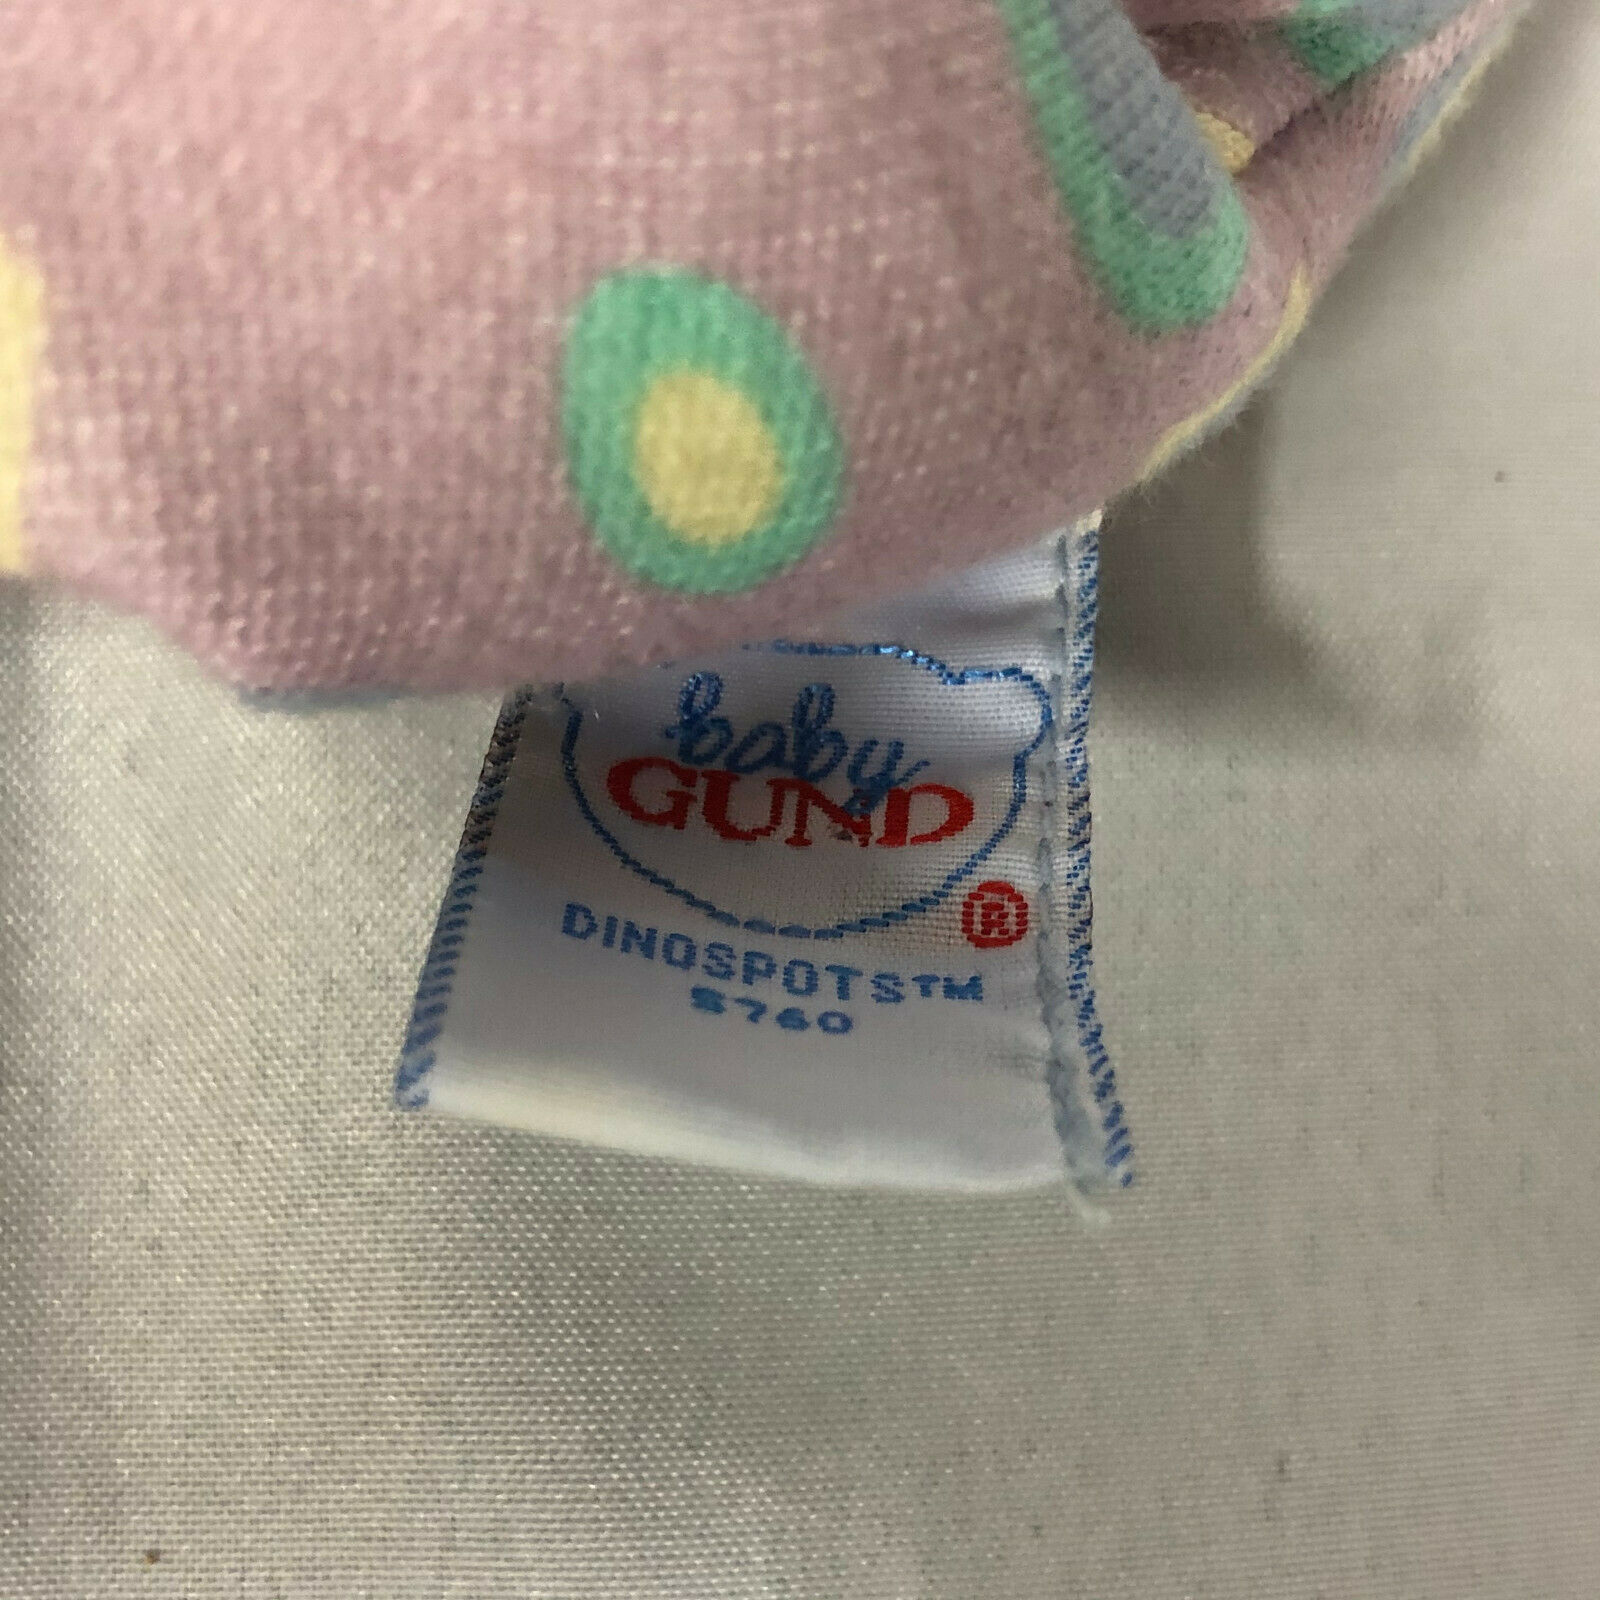 baby
GUND
®
DINOSPOTS™
5760